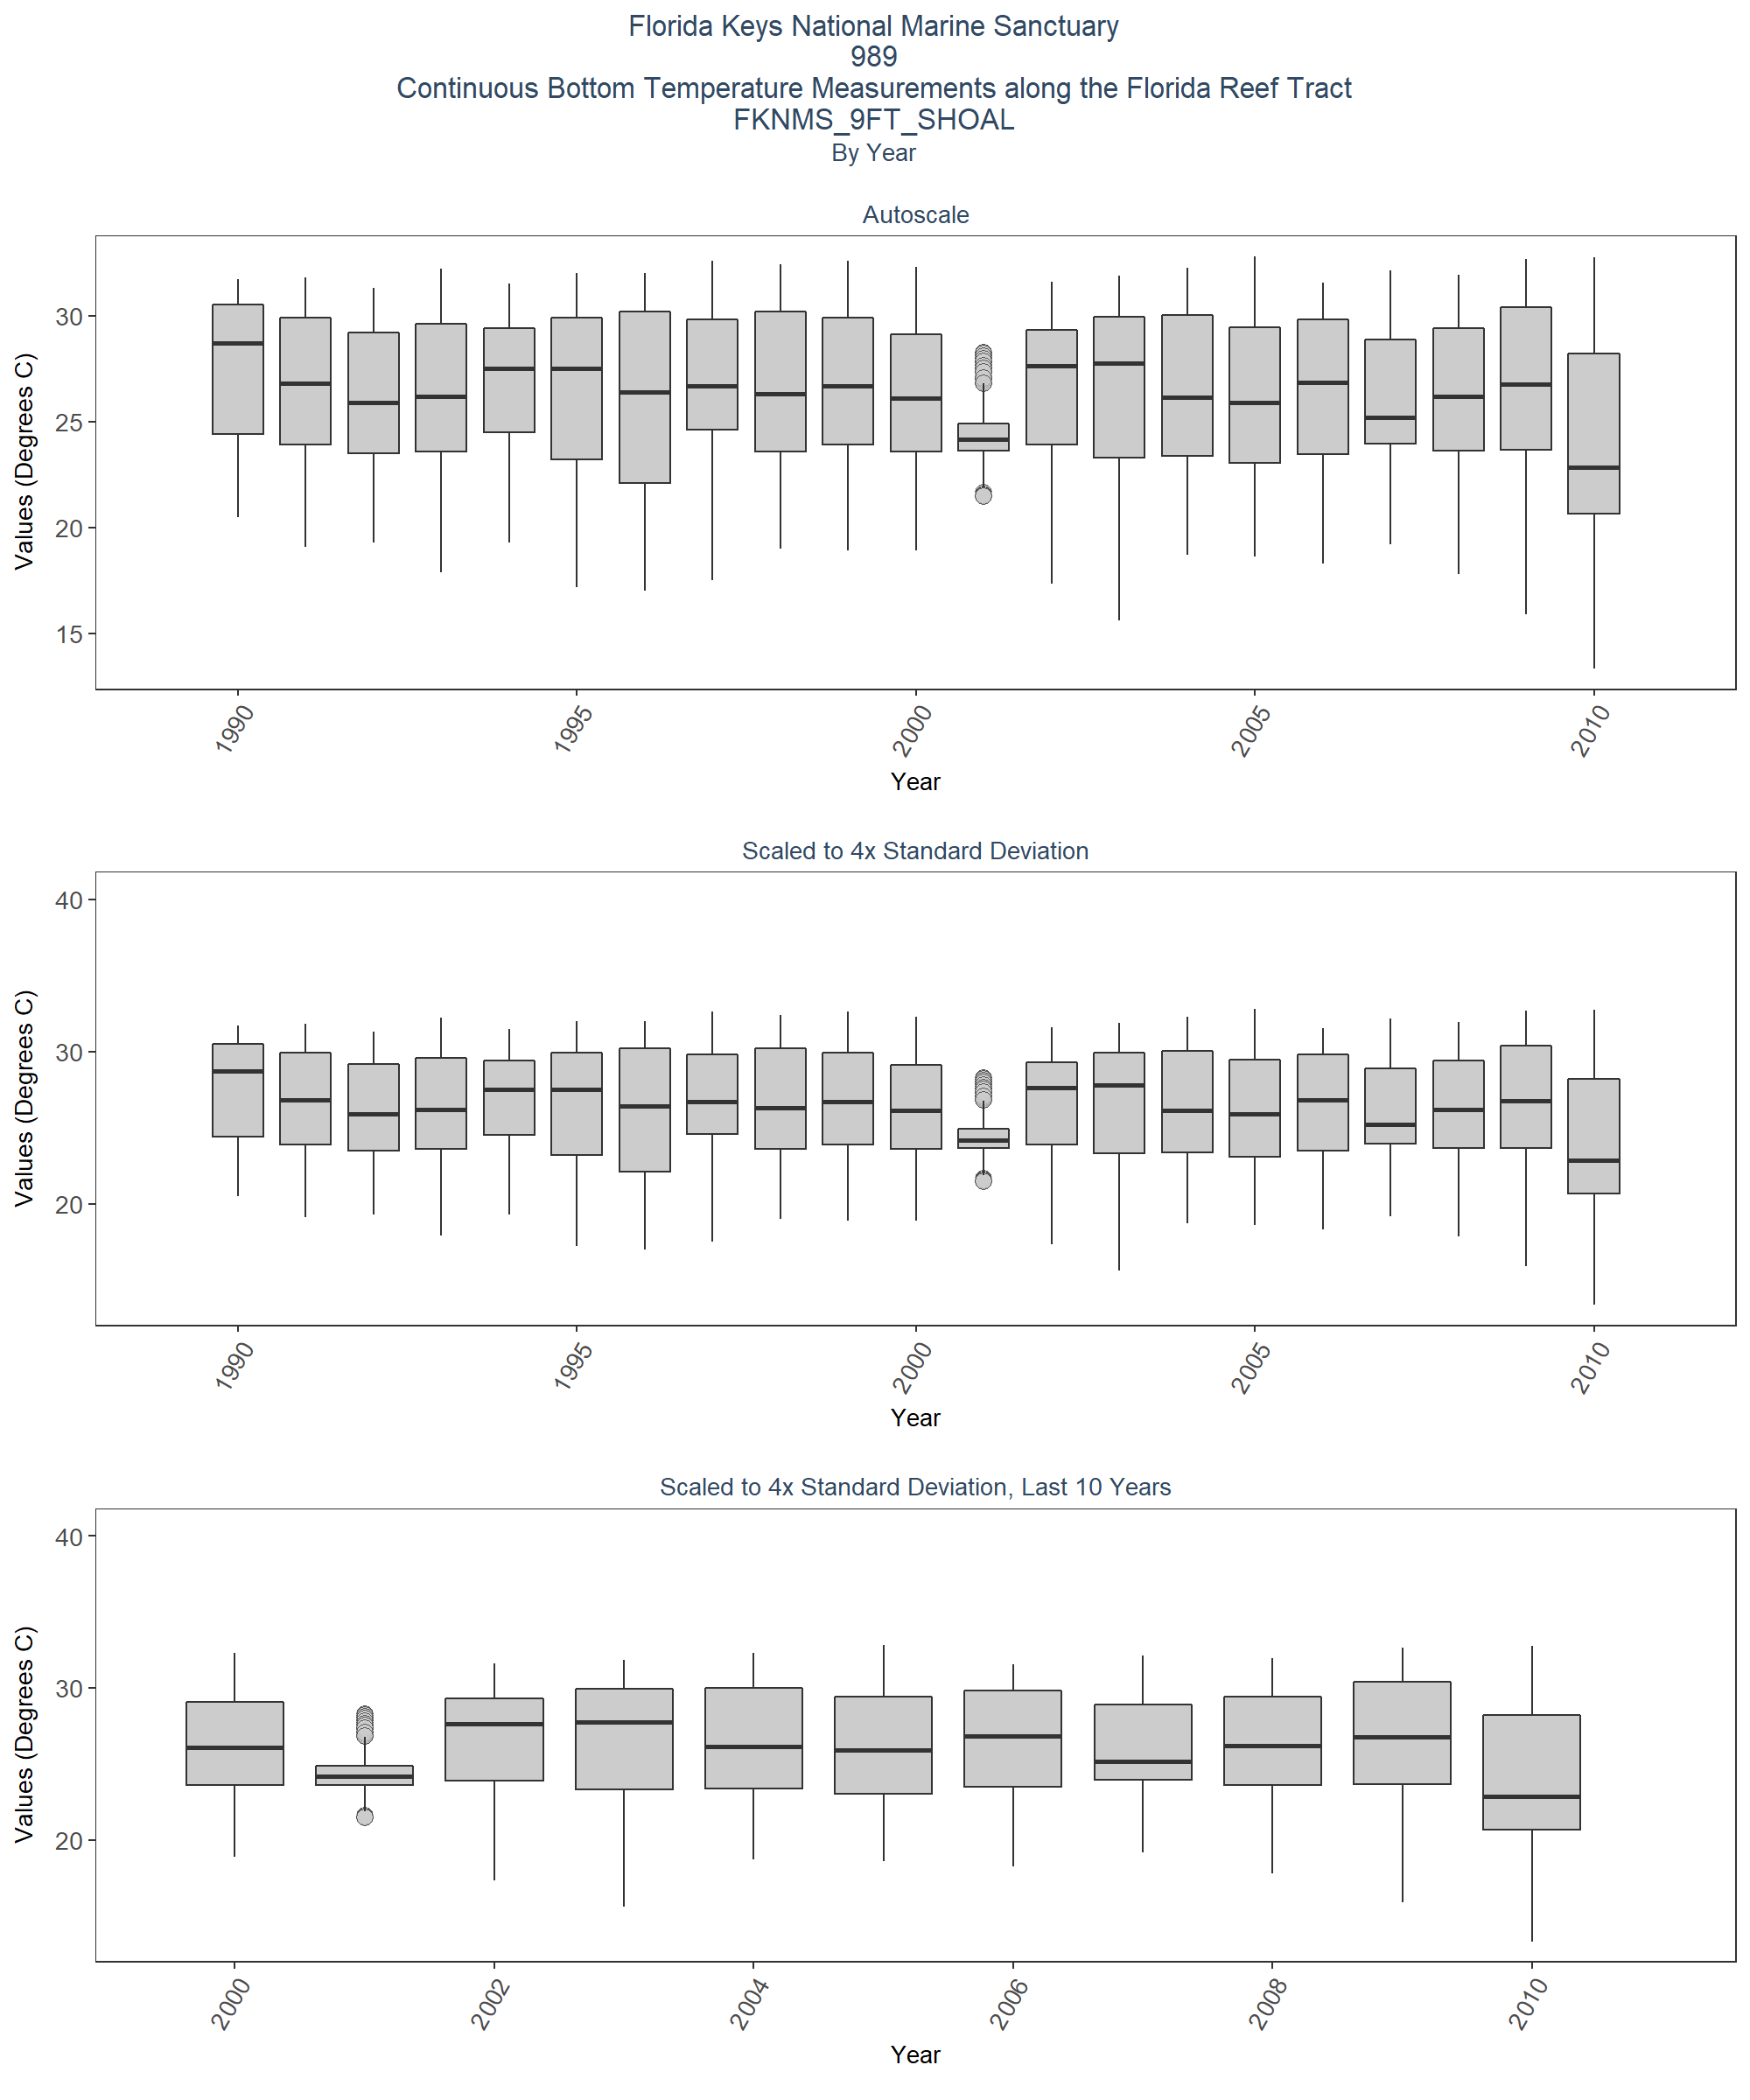 Florida Keys National Marine Sanctuary
989
Continuous Bottom Temperature Measurements along the Florida Reef Tract
FKNMS_9FT_SHOAL
By Year
Autoscale
Values (Degrees C)
30
25
20
15
1990
1995
2000
2005
2010
Year
Scaled to 4x Standard Deviation
Values (Degrees C)
40
30
20
1990
1995
2000
2005
2010
Year
Scaled to 4x Standard Deviation, Last 10 Years
Values (Degrees C)
40
30
20
2000
2002
2004
2006
2008
2010
Year